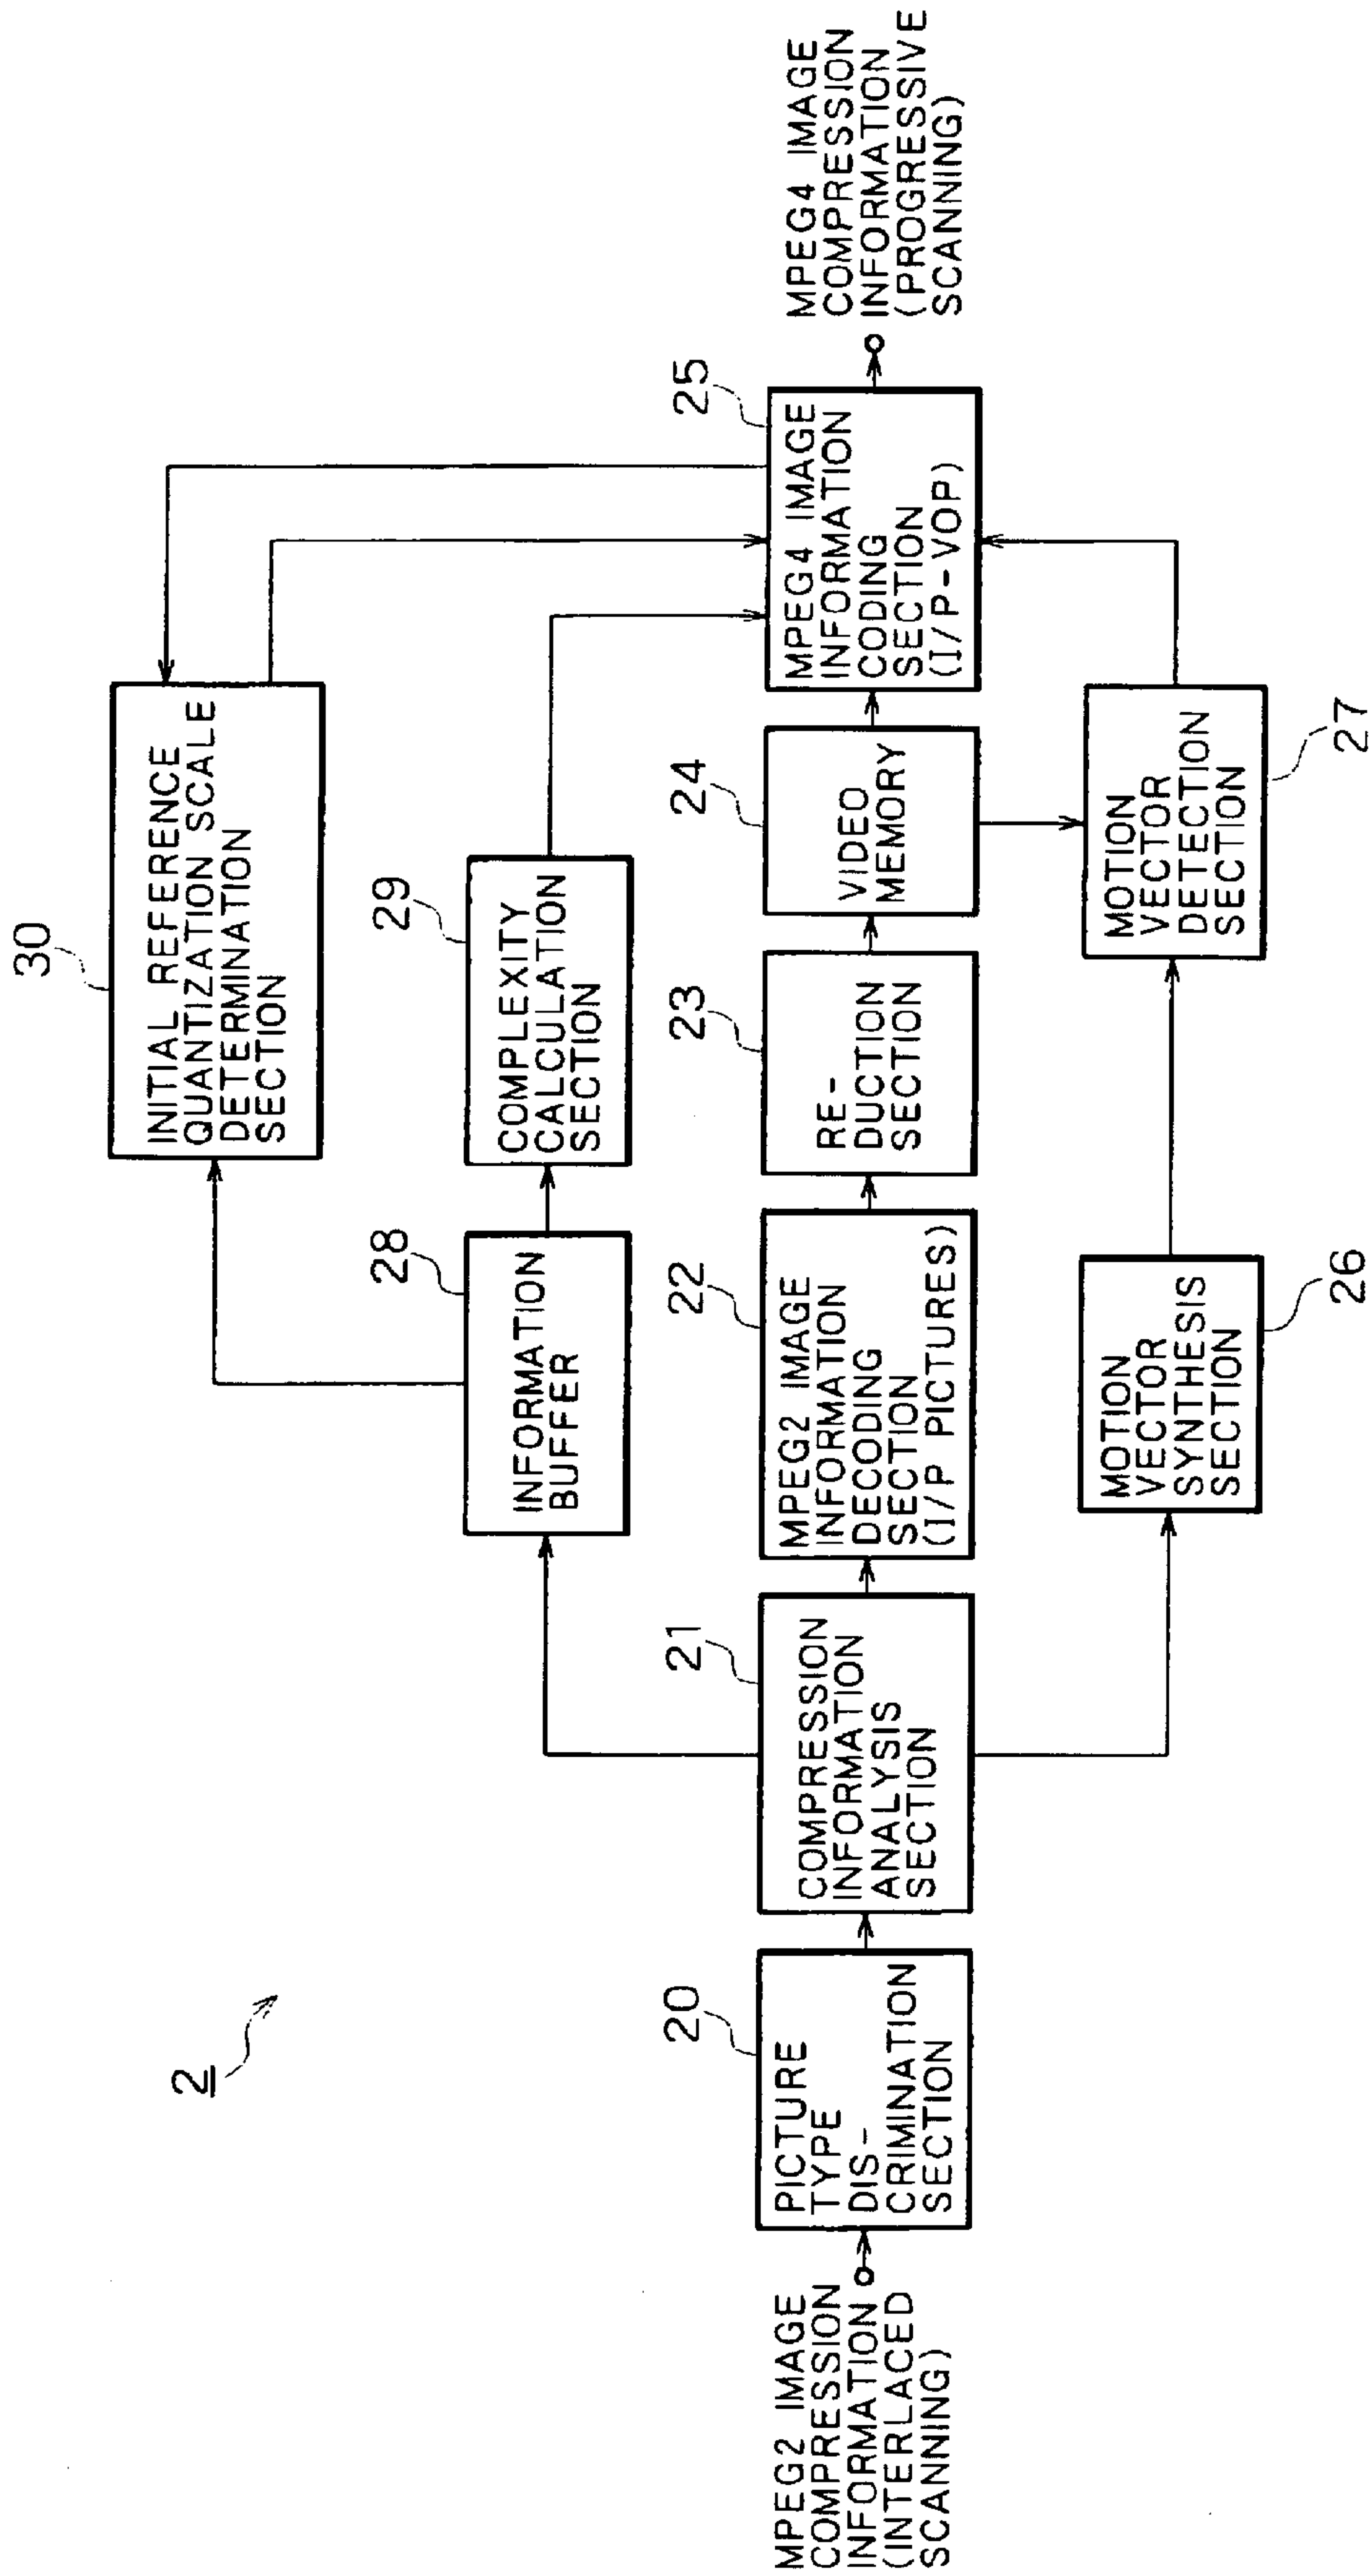 2
MPEG2 IMAGE
COMPRESSION
INFORMATION
(INTERLACED
SCANNING)
20
PICTURE
TYPE
DIS-
CRIMINATION
SECTION
21
COMPRESSION
INFORMATION
ANALYSIS
SECTION
22
MPEG2 IMAGE
INFORMATION
DECODING
SECTION
(I/P PICTURES)
23
RE-
DUCTION
SECTION
24
VIDEO
MEMORY
25
MPEG4 IMAGE
INFORMATION
CODING
SECTION
(I/P-VOP)
MPEG4 IMAGE
COMPRESSION
INFORMATION
(PROGRESSIVE
SCANNING)
26
MOTION
VECTOR
SYNTHESIS
SECTION
27
MOTION
VECTOR
DETECTION
SECTION
28
INFORMATION
BUFFER
29
COMPLEXITY
CALCULATION
SECTION
30
INITIAL REFERENCE
QUANTIZATION SCALE
DETERMINATION
SECTION